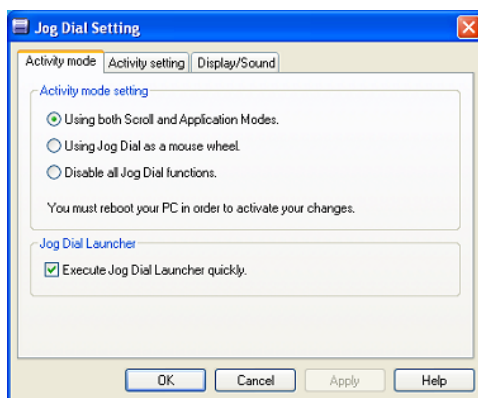 Jog Dial Setting
Activity mode Activity setting Display/Sound
Activity mode setting
Using both Scroll and Application Modes.
Using Jog Dial as a mouse wheel.
Disable all Jog Dial functions.
You must reboot your PC in order to activate your changes.
Jog Dial Launcher
Execute Jog Dial Launcher quickly.
OK Cancel Apply Help